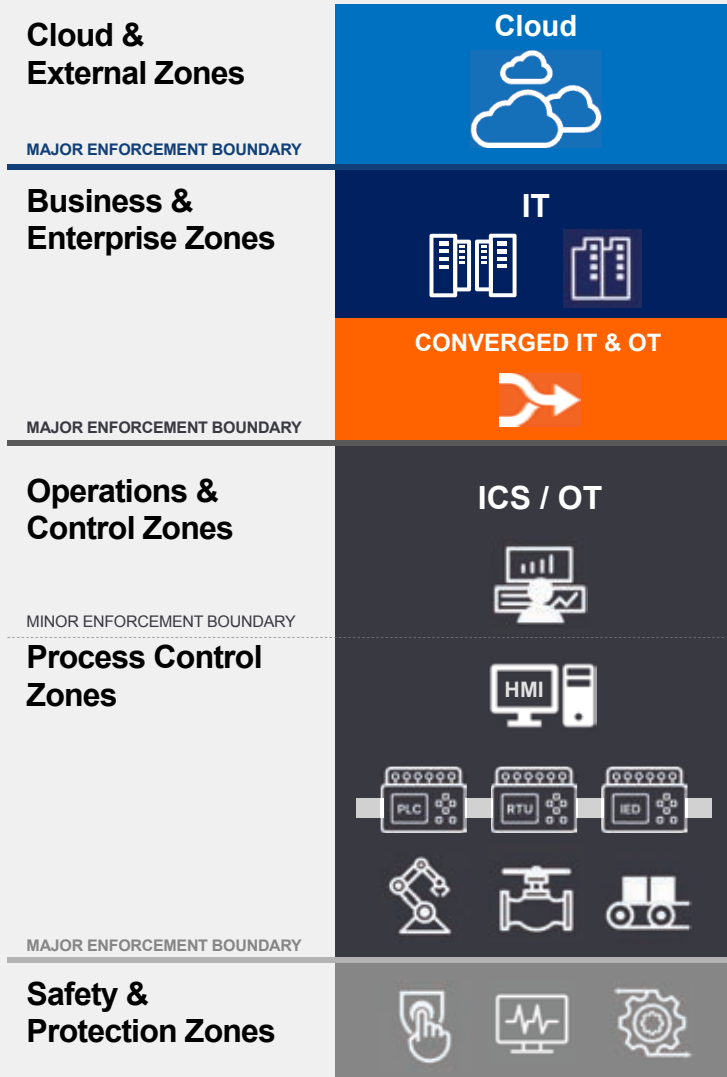 Cloud &
External Zones
MAJOR ENFORCEMENT BOUNDARY
Cloud
Business &
Enterprise Zones
MAJOR ENFORCEMENT BOUNDARY
IT
CONVERGED IT & OT
Operations &
Control Zones
MINOR ENFORCEMENT BOUNDARY
ICS / OT
Process Control
Zones
MAJOR ENFORCEMENT BOUNDARY
HMI
PLC
RTU
IED
Safety &
Protection Zones